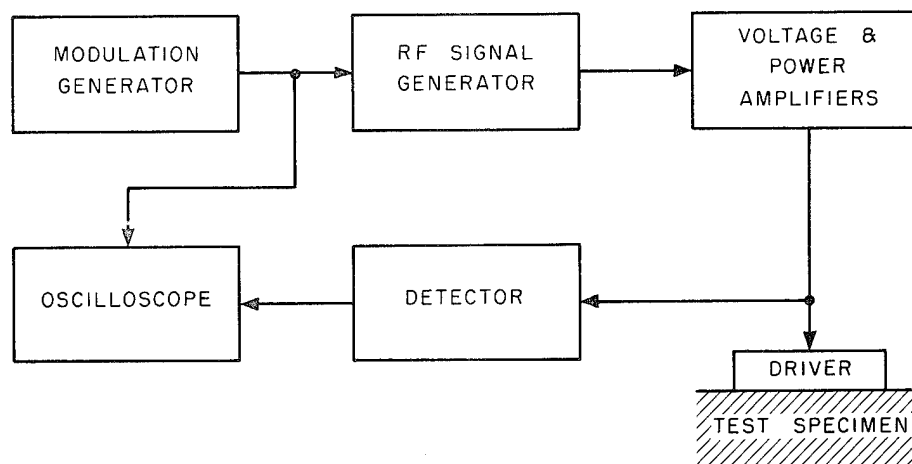 MODULATION
GENERATOR
RF SIGNAL
GENERATOR
VOLTAGE &
POWER
AMPLIFIERS
OSCILLOSCOPE
DETECTOR
DRIVER
TEST SPECIMEN